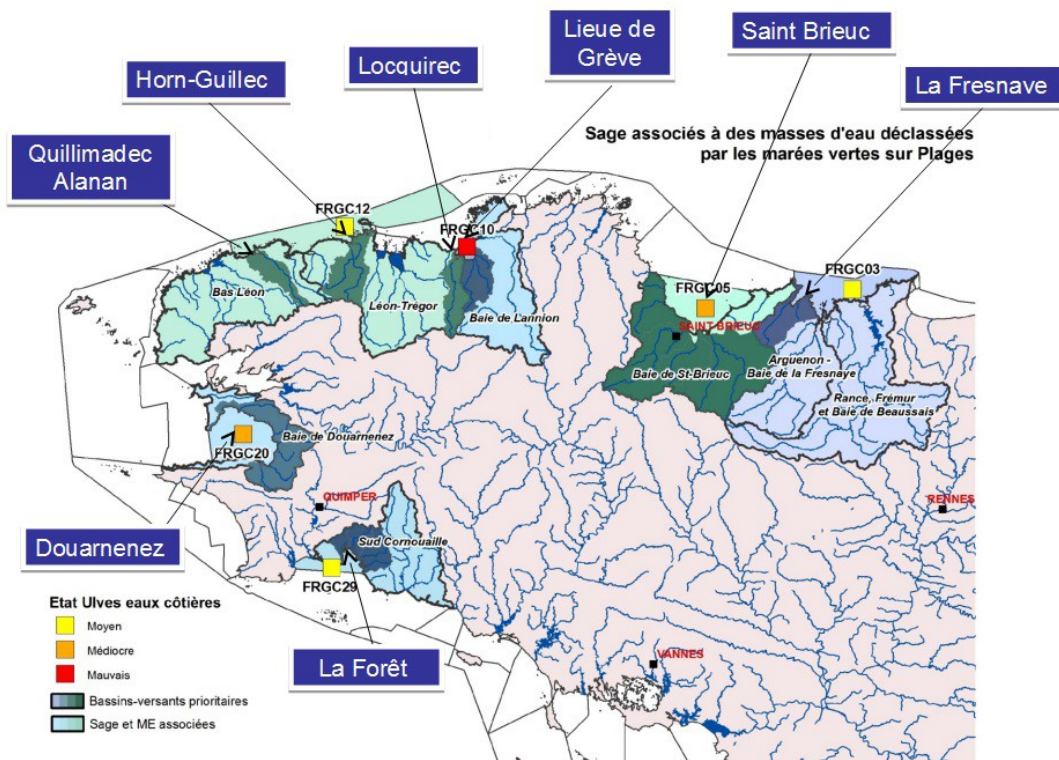 Lieue de
Grève
Saint Brieuc
Horn-Guillec
Locquirec
La Fresnave
Sage associés à des masses d'eau déclassées
par les marées vertes sur Plages
Quillimadec
Alanan
FRGC12
FRGC10
FRGC03
FRGC05
Bas Léon
Léon-Trégor
Baie de Lannion
SAINT BRIEUC
Baie de St-Brieuc
Arguenon -
Baie de la Fresnaye
Rance, Frémur
et Baie de Beaussais
Baie de Douarnenez
FRGC20
QUIMPER
RENNES
Douarnenez
Sud Cornouaille
FRGC29
Etat Ulves eaux côtières
Moyen
Médiocre
Mauvais
Bassins-versants prioritaires
Sage et ME associées
La Forêt
VANNES